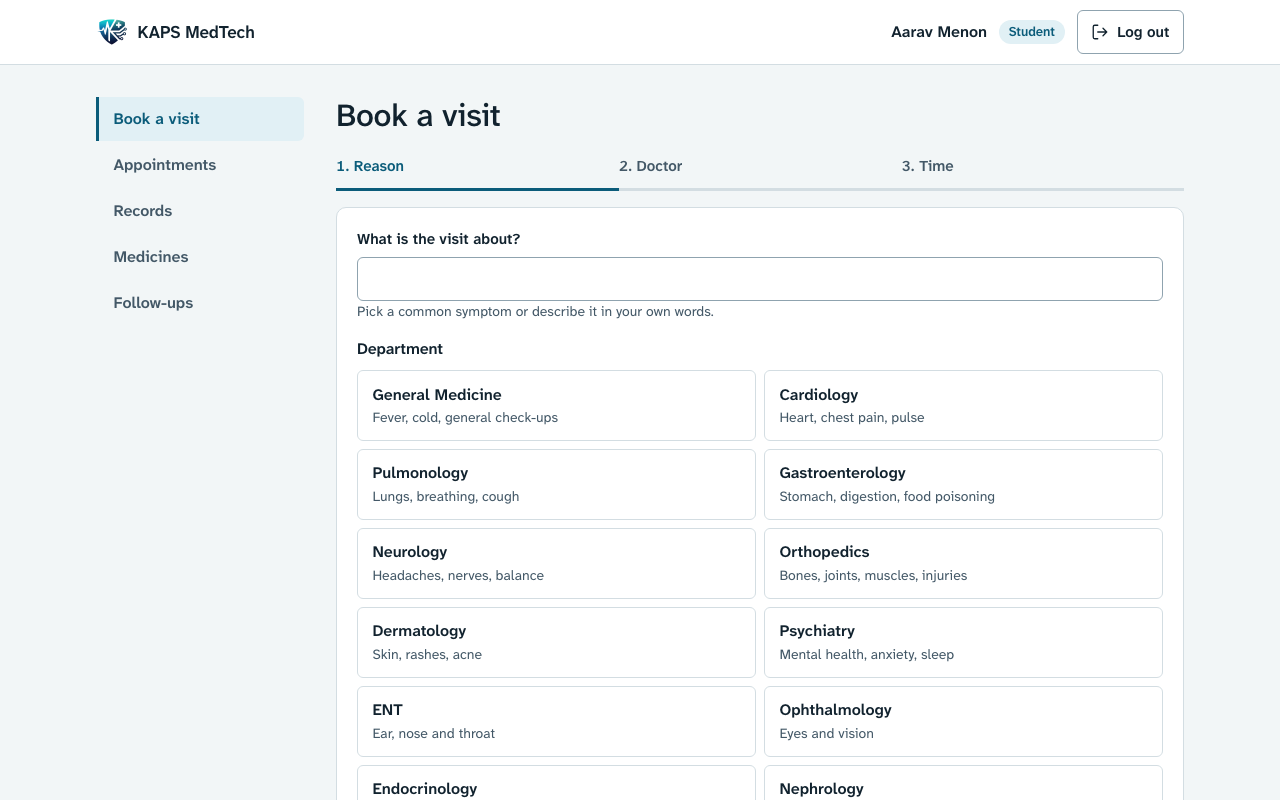 KAPS MedTech
Aarav Menon
Student
Log out
Book a visit
Appointments
Records
Medicines
Follow-ups
Book a visit
1. Reason
2. Doctor
3. Time
What is the visit about?
Pick a common symptom or describe it in your own words.
Department
General Medicine
Fever, cold, general check-ups
Cardiology
Heart, chest pain, pulse
Pulmonology
Lungs, breathing, cough
Gastroenterology
Stomach, digestion, food poisoning
Neurology
Headaches, nerves, balance
Orthopedics
Bones, joints, muscles, injuries
Dermatology
Skin, rashes, acne
Psychiatry
Mental health, anxiety, sleep
ENT
Ear, nose and throat
Ophthalmology
Eyes and vision
Endocrinology
Nephrology